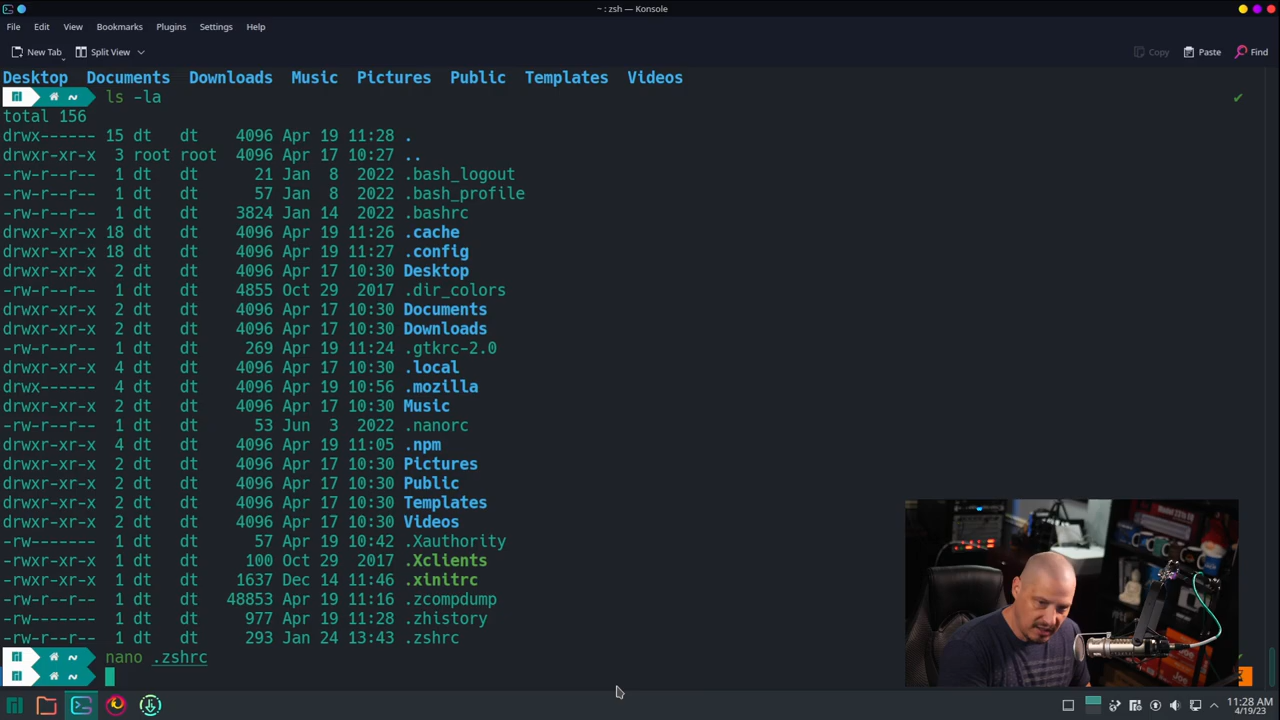 ~ : zsh — Konsole
File Edit View Bookmarks Plugins Settings Help
New Tab Split View Copy Paste Find
Desktop Documents Downloads Music Pictures Public Templates Videos
~ ls -la ✔
total 156
drwx------ 15 dt dt 4096 Apr 19 11:28 .
drwxr-xr-x 3 root root 4096 Apr 17 10:27 ..
-rw-r--r-- 1 dt dt 21 Jan 8 2022 .bash_logout
-rw-r--r-- 1 dt dt 57 Jan 8 2022 .bash_profile
-rw-r--r-- 1 dt dt 3824 Jan 14 2022 .bashrc
drwxr-xr-x 18 dt dt 4096 Apr 19 11:26 .cache
drwxr-xr-x 18 dt dt 4096 Apr 19 11:27 .config
drwxr-xr-x 2 dt dt 4096 Apr 17 10:30 Desktop
-rw-r--r-- 1 dt dt 4855 Oct 29 2017 .dir_colors
drwxr-xr-x 2 dt dt 4096 Apr 17 10:30 Documents
drwxr-xr-x 2 dt dt 4096 Apr 17 10:30 Downloads
-rw-r--r-- 1 dt dt 269 Apr 19 11:24 .gtkrc-2.0
drwxr-xr-x 4 dt dt 4096 Apr 17 10:30 .local
drwx------ 4 dt dt 4096 Apr 19 10:56 .mozilla
drwxr-xr-x 2 dt dt 4096 Apr 17 10:30 Music
-rw-r--r-- 1 dt dt 53 Jun 3 2022 .nanorc
drwxr-xr-x 4 dt dt 4096 Apr 19 11:05 .npm
drwxr-xr-x 2 dt dt 4096 Apr 17 10:30 Pictures
drwxr-xr-x 2 dt dt 4096 Apr 17 10:30 Public
drwxr-xr-x 2 dt dt 4096 Apr 17 10:30 Templates
drwxr-xr-x 2 dt dt 4096 Apr 17 10:30 Videos
-rw------- 1 dt dt 57 Apr 19 10:42 .Xauthority
-rwxr-xr-x 1 dt dt 100 Oct 29 2017 .Xclients
-rwxr-xr-x 1 dt dt 1637 Dec 14 11:46 .xinitrc
-rw-r--r-- 1 dt dt 48853 Apr 19 11:16 .zcompdump
-rw------- 1 dt dt 977 Apr 19 11:28 .zhistory
-rw-r--r-- 1 dt dt 293 Jan 24 13:43 .zshrc
~ nano .zshrc
~
11:28 AM
4/19/23